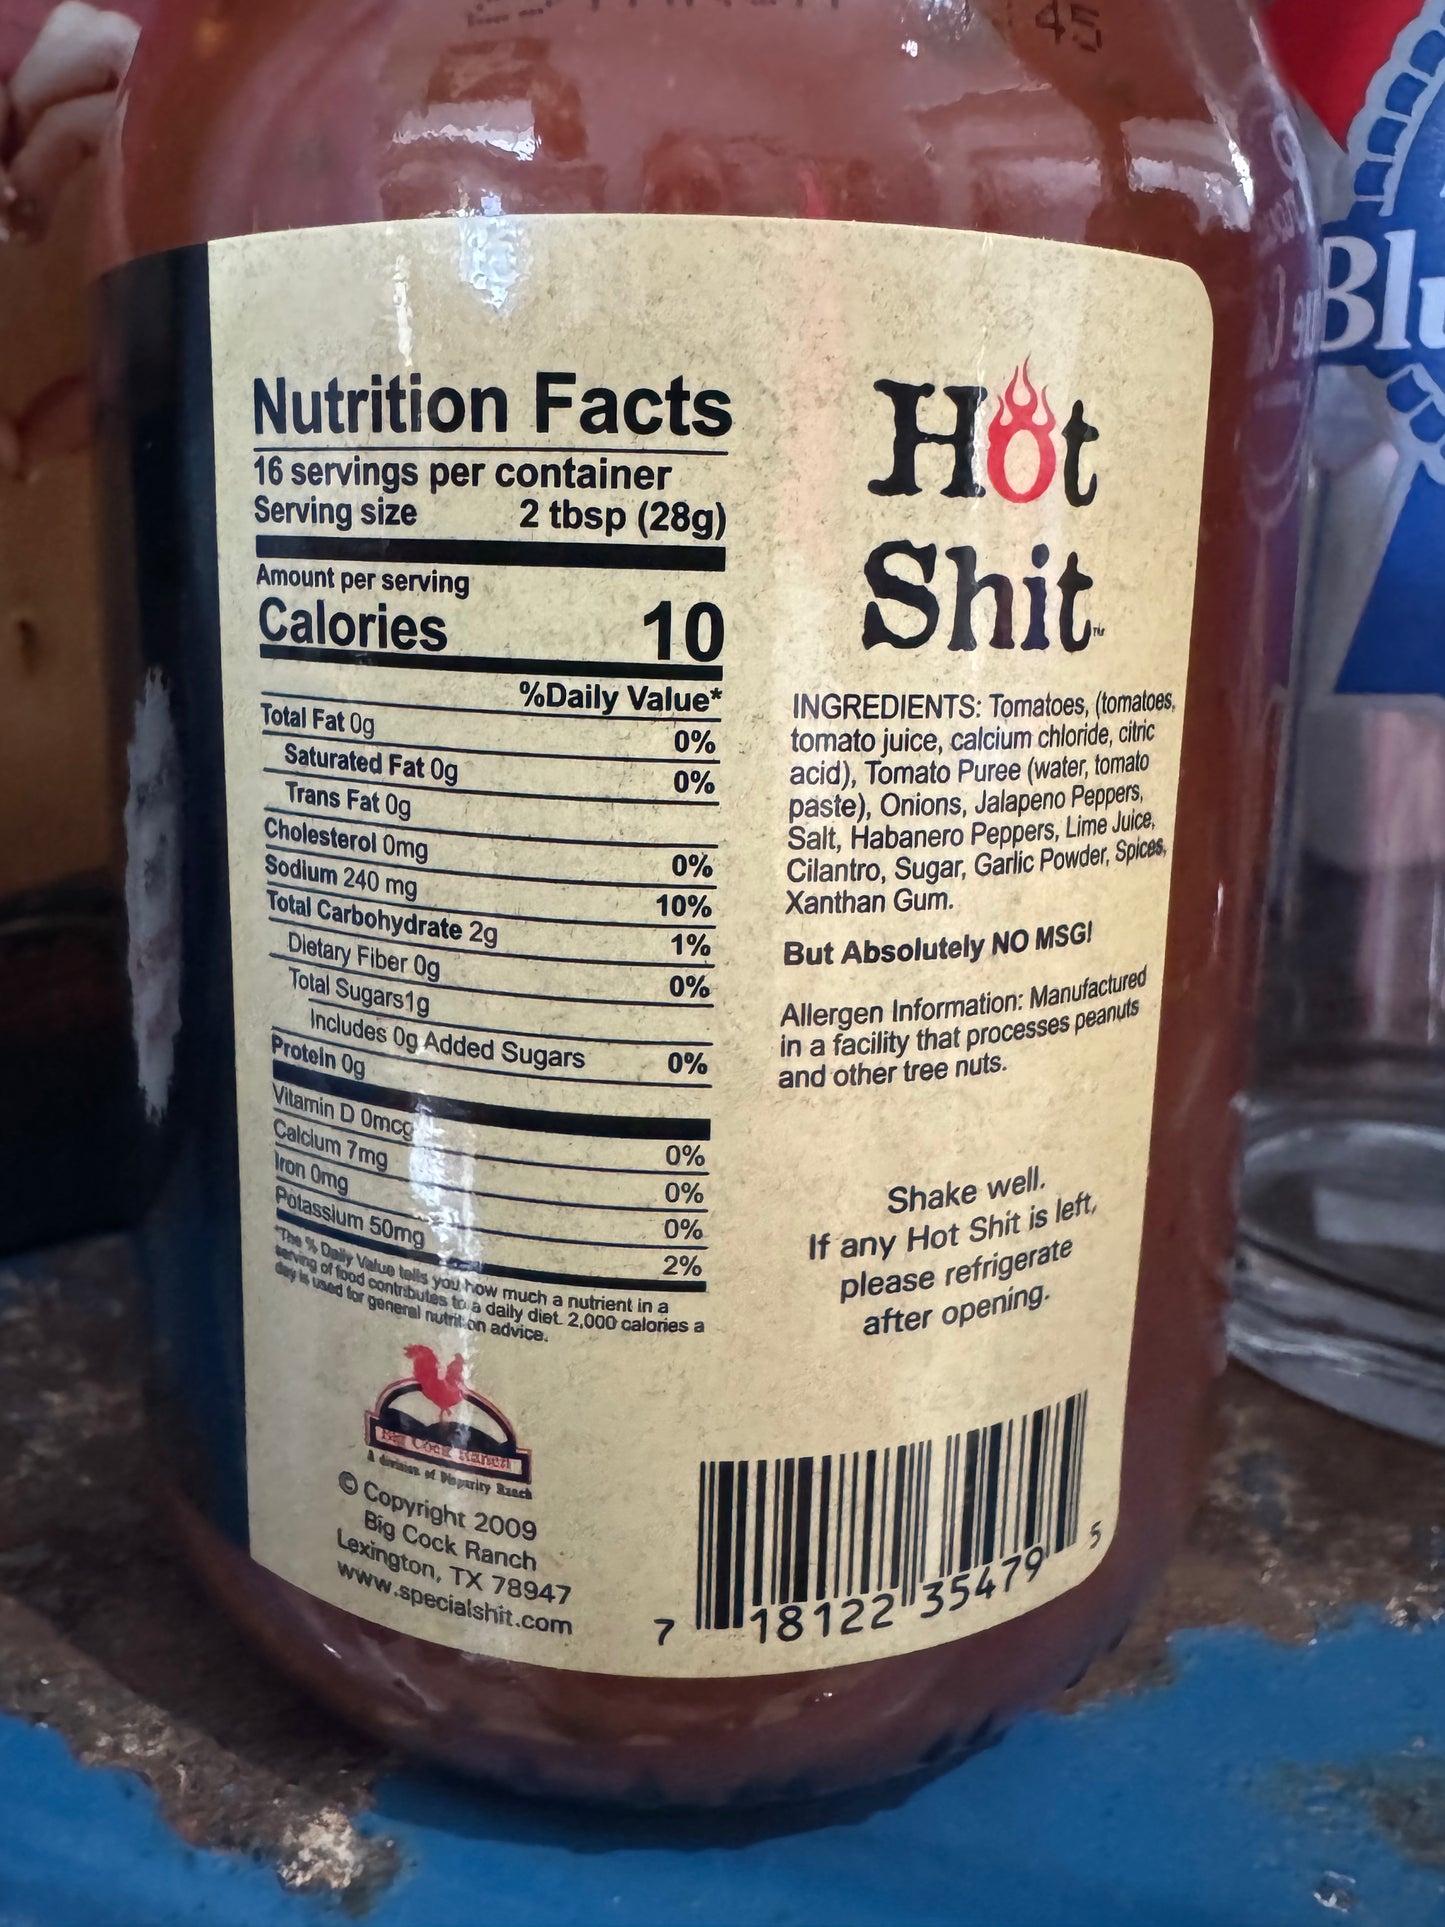 45
Nutrition Facts
16 servings per container
Serving size 2 tbsp (28g)
Amount per serving
Calories 10
%Daily Value*
Total Fat 0g 0%
Saturated Fat 0g 0%
Trans Fat 0g
Cholesterol 0mg 0%
Sodium 240 mg 10%
Total Carbohydrate 2g 1%
Dietary Fiber 0g 0%
Total Sugars1g
Includes 0g Added Sugars 0%
Protein 0g
Vitamin D 0mcg 0%
Calcium 7mg 0%
Iron 0mg 0%
Potassium 50mg 2%
*The % Daily Value tells you how much a nutrient in a
serving of food contributes to a daily diet. 2,000 calories a
day is used for general nutrition advice.
Big Cock Ranch
A division of Disparity Ranch
© Copyright 2009
Big Cock Ranch
Lexington, TX 78947
www.specialshit.com
Hot
Shit™
INGREDIENTS: Tomatoes, (tomatoes,
tomato juice, calcium chloride, citric
acid), Tomato Puree (water, tomato
paste), Onions, Jalapeno Peppers,
Salt, Habanero Peppers, Lime Juice,
Cilantro, Sugar, Garlic Powder, Spices,
Xanthan Gum.
But Absolutely NO MSG!
Allergen Information: Manufactured
in a facility that processes peanuts
and other tree nuts.
Shake well.
If any Hot Shit is left,
please refrigerate
after opening.
7 18122 35479 5
Blu